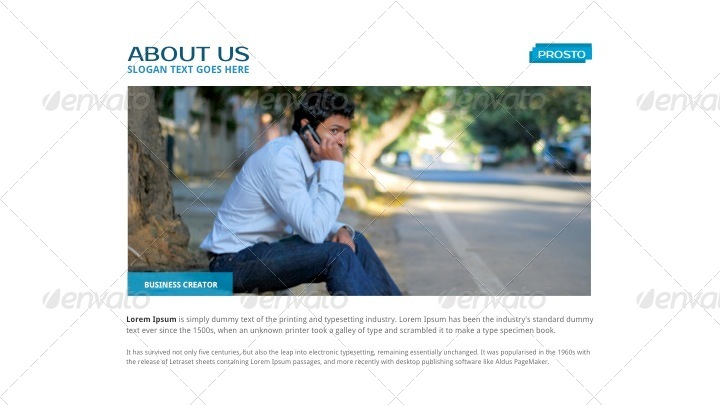 ABOUT US
SLOGAN TEXT GOES HERE
PROSTO
envato envato envato envato
BUSINESS CREATOR
envato envato envato envato
Lorem Ipsum is simply dummy text of the printing and typesetting industry. Lorem Ipsum has been the industry's standard dummy
text ever since the 1500s, when an unknown printer took a galley of type and scrambled it to make a type specimen book.
It has survived not only five centuries, but also the leap into electronic typesetting, remaining essentially unchanged. It was popularised in the 1960s with
the release of Letraset sheets containing Lorem Ipsum passages, and more recently with desktop publishing software like Aldus PageMaker.